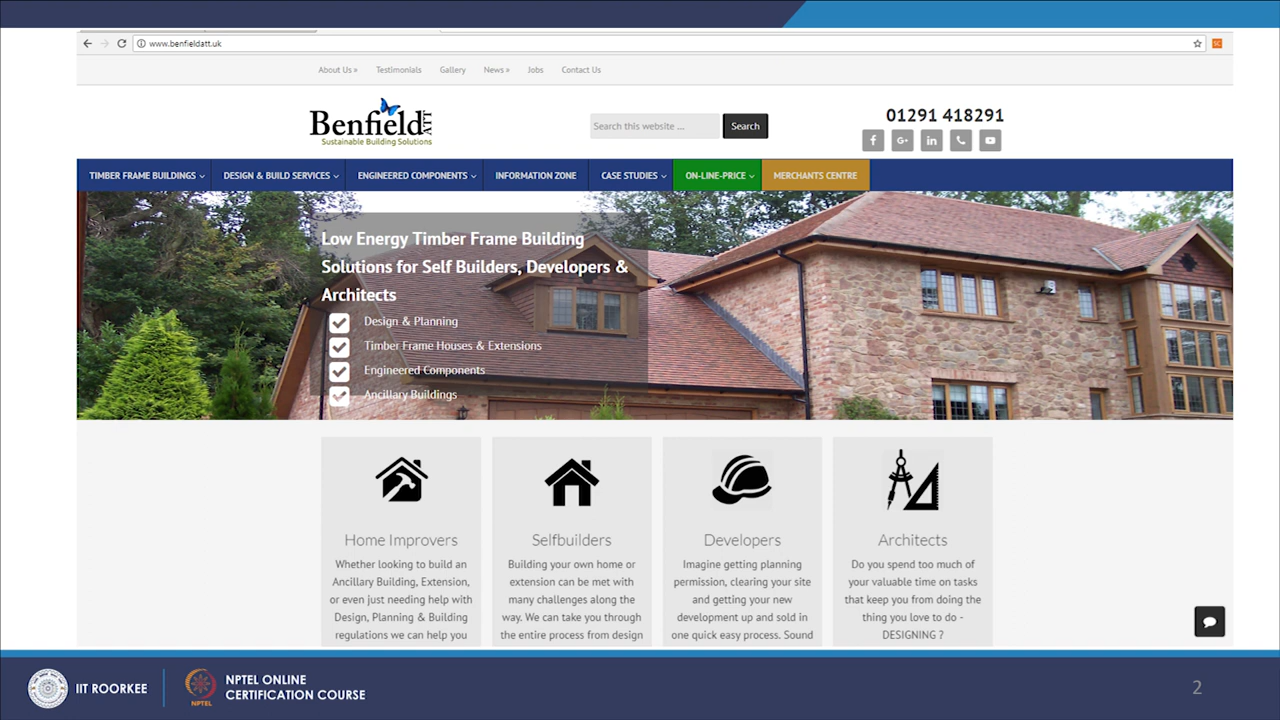 www.benfieldatt.uk
About Us »
Testimonials
Gallery
News »
Jobs
Contact Us
Benfield ATT
Sustainable Building Solutions
Search this website ...
Search
01291 418291
TIMBER FRAME BUILDINGS
DESIGN & BUILD SERVICES
ENGINEERED COMPONENTS
INFORMATION ZONE
CASE STUDIES
ON-LINE-PRICE
MERCHANTS CENTRE
Low Energy Timber Frame Building
Solutions for Self Builders, Developers &
Architects
Design & Planning
Timber Frame Houses & Extensions
Engineered Components
Ancillary Buildings
Home Improvers
Whether looking to build an
Ancillary Building, Extension,
or even just needing help with
Design, Planning & Building
regulations we can help you
Selfbuilders
Building your own home or
extension can be met with
many challenges along the
way. We can take you through
the entire process from design
Developers
Imagine getting planning
permission, clearing your site
and getting your new
development up and sold in
one quick easy process. Sound
Architects
Do you spend too much of
your valuable time on tasks
that keep you from doing the
thing you love to do -
DESIGNING ?
IIT ROORKEE
NPTEL
NPTEL ONLINE
CERTIFICATION COURSE
2